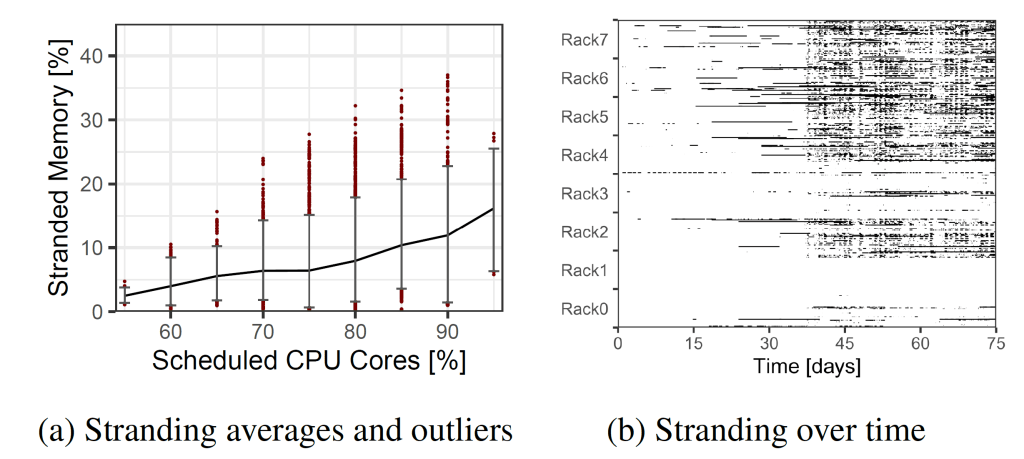 Stranded Memory [%]
40
30
20
10
0
60 70 80 90
Scheduled CPU Cores [%]
(a) Stranding averages and outliers
Rack7
Rack6
Rack5
Rack4
Rack3
Rack2
Rack1
Rack0
0 15 30 45 60 75
Time [days]
(b) Stranding over time